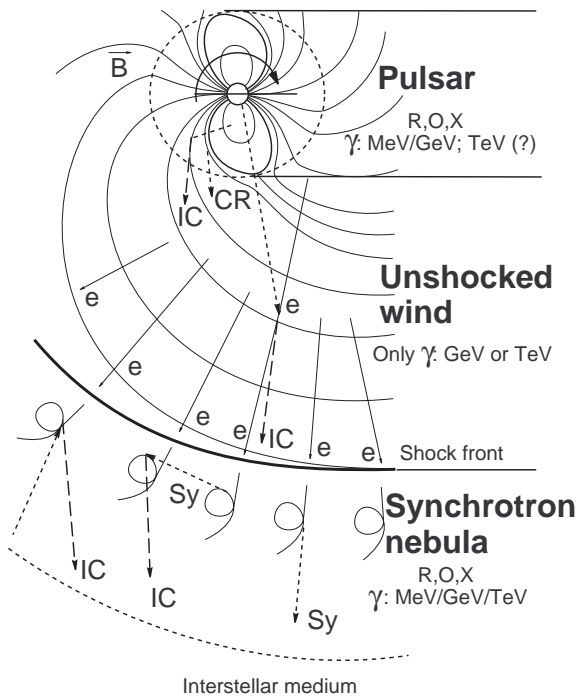 B
Pulsar
R,O,X
γ: MeV/GeV; TeV (?)
IC
CR
Unshocked
wind
e
e
Only γ: GeV or TeV
e
e
e
IC
e
e
Shock front
Sy
Synchrotron
nebula
IC
IC
R,O,X
γ: MeV/GeV/TeV
Sy
Interstellar medium